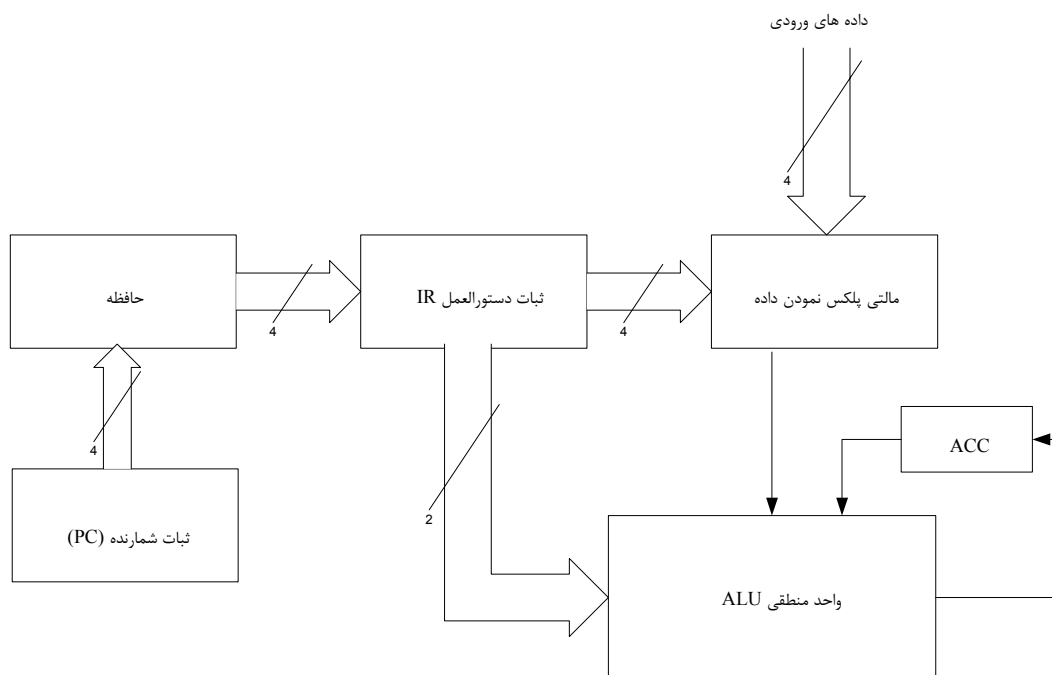 داده های ورودی
4
حافظه
4
ثبات دستورالعمل IR
4
مالتی پلکس نمودن داده
4
ثبات شمارنده (PC)
2
ACC
واحد منطقی ALU